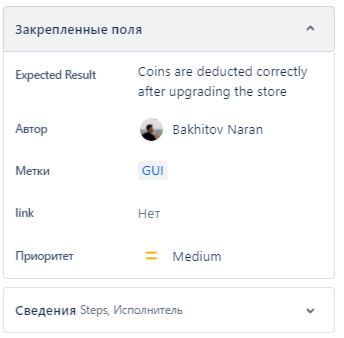 Закрепленные поля
Expected Result
Coins are deducted correctly
after upgrading the store
Автор
Bakhitov Naran
Метки
GUI
link
Нет
Приоритет
Medium
Сведения Steps, Исполнитель